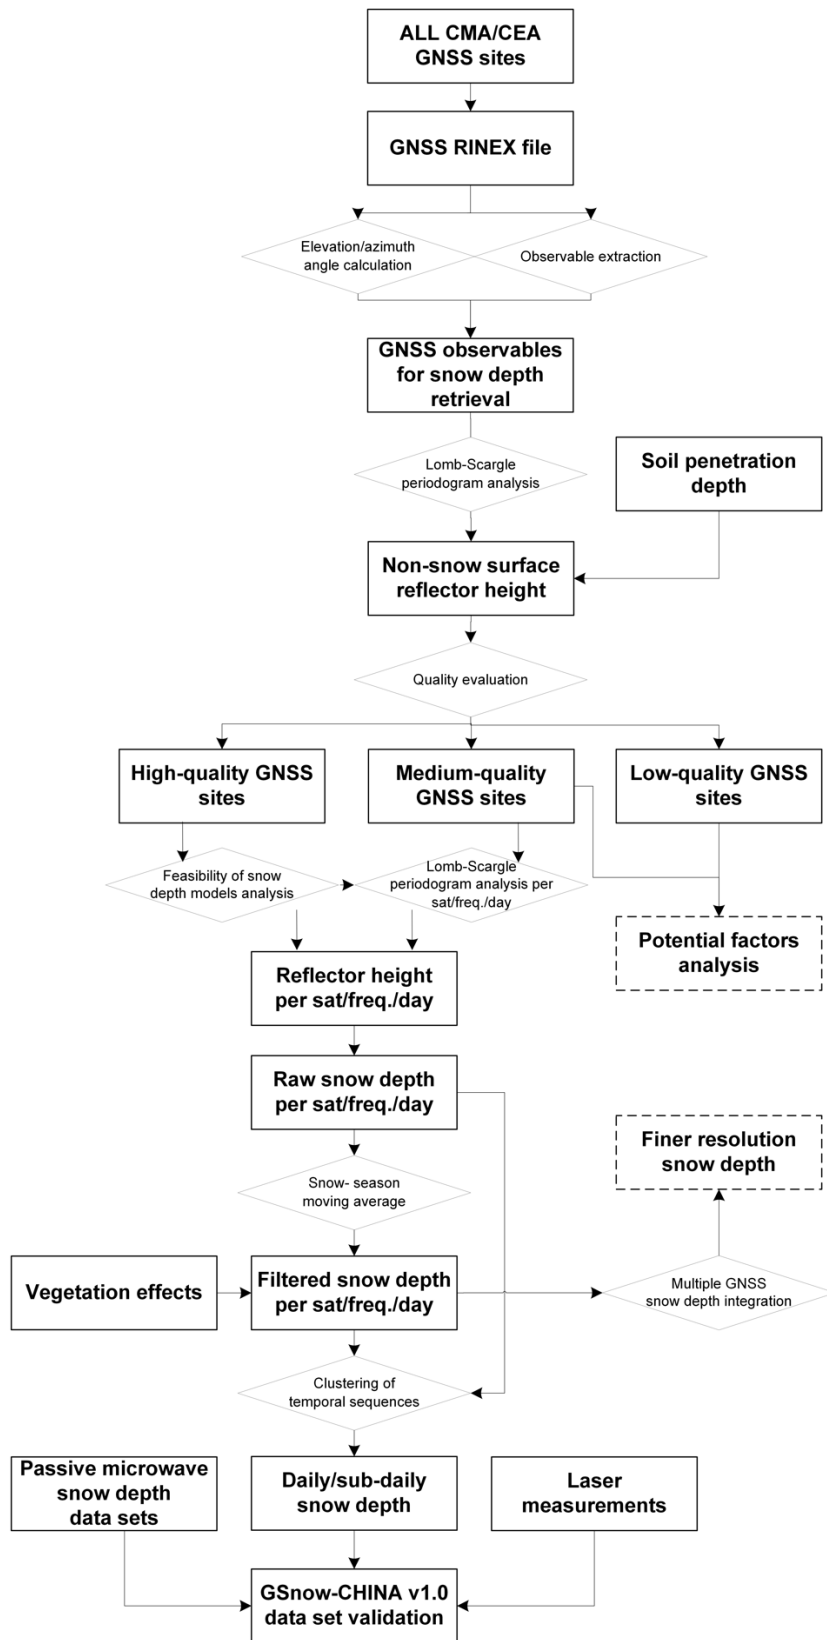 ALL CMA/CEA
GNSS sites
GNSS RINEX file
Elevation/azimuth
angle calculation
Observable extraction
GNSS observables
for snow depth
retrieval
Lomb-Scargle
periodogram analysis
Soil penetration
depth
Non-snow surface
reflector height
Quality evaluation
High-quality GNSS
sites
Medium-quality
GNSS sites
Low-quality GNSS
sites
Feasibility of snow
depth models analysis
Lomb-Scargle
periodogram analysis per
sat/freq./day
Potential factors
analysis
Reflector height
per sat/freq./day
Raw snow depth
per sat/freq./day
Finer resolution
snow depth
Snow- season
moving average
Vegetation effects
Filtered snow depth
per sat/freq./day
Multiple GNSS
snow depth integration
Clustering of
temporal sequences
Passive microwave
snow depth
data sets
Daily/sub-daily
snow depth
Laser
measurements
GSnow-CHINA v1.0
data set validation